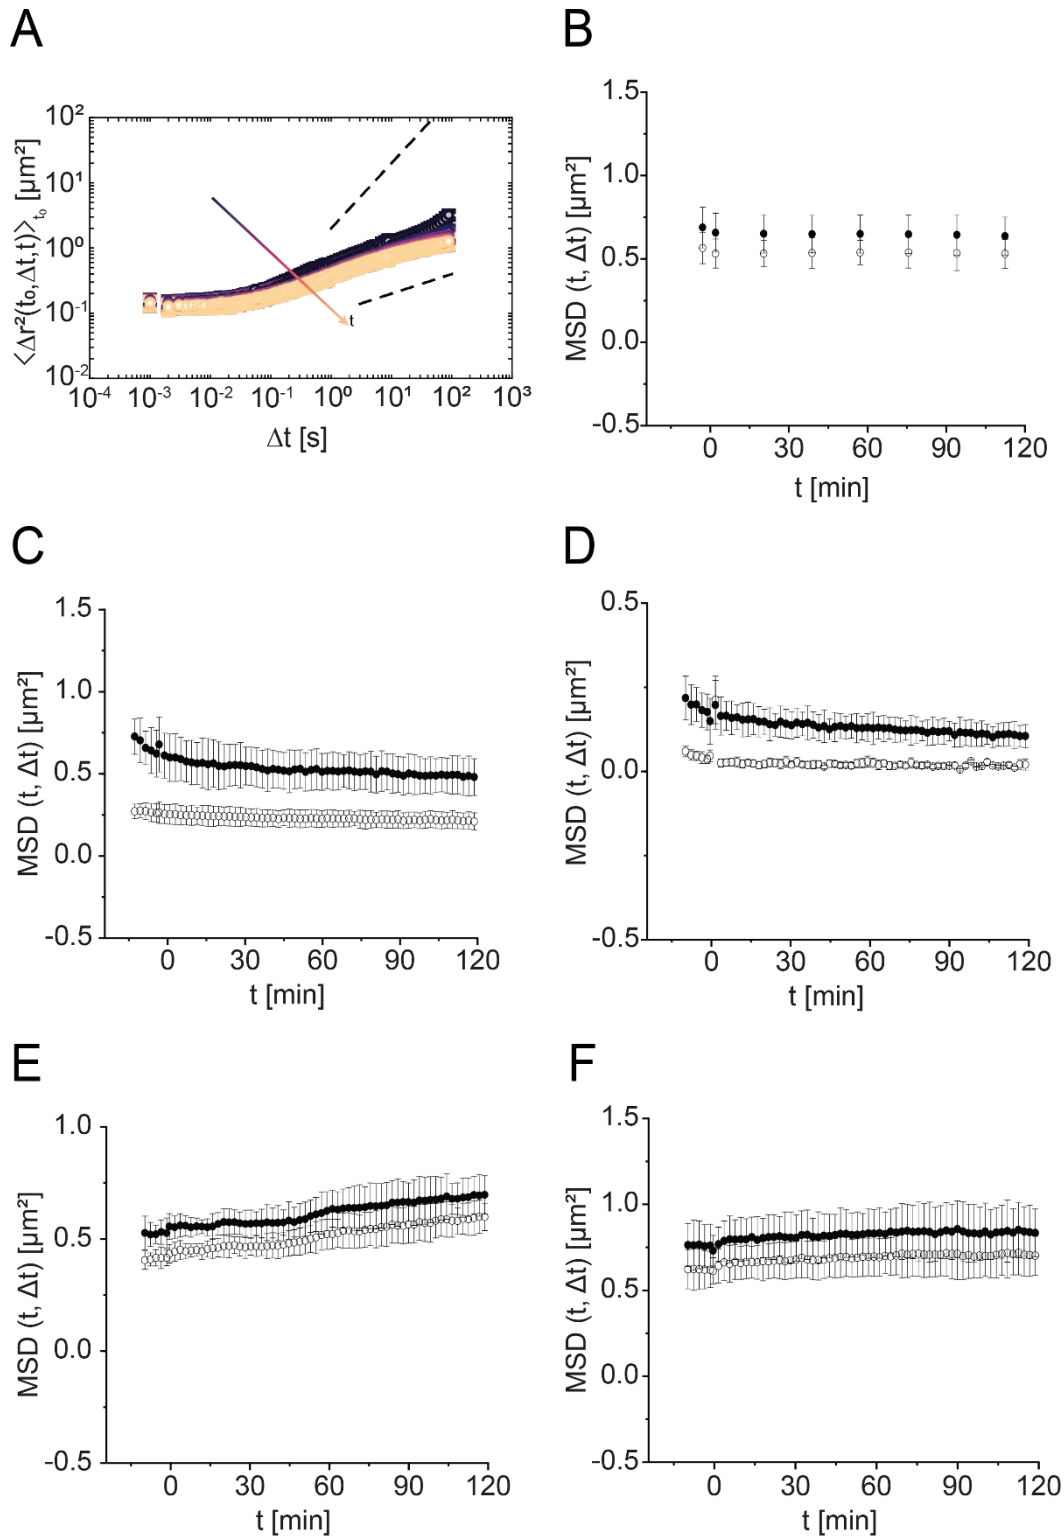 A
B
10²
10¹
10⁰
10⁻¹
10⁻²
⟨Δr²(t₀,Δt,t)⟩ₜ₀ [µm²]
t
10⁻⁴ 10⁻³ 10⁻² 10⁻¹ 10⁰ 10¹ 10² 10³
Δt [s]
1.5
1.0
0.5
0.0
-0.5
MSD (t, Δt) [µm²]
0 30 60 90 120
t [min]
C
D
1.5
1.0
0.5
0.0
-0.5
MSD (t, Δt) [µm²]
0 30 60 90 120
t [min]
0.5
0.0
-0.5
MSD (t, Δt) [µm²]
0 30 60 90 120
t [min]
E
F
1.0
0.5
0.0
-0.5
MSD (t, Δt) [µm²]
0 30 60 90 120
t [min]
1.5
1.0
0.5
0.0
-0.5
MSD (t, Δt) [µm²]
0 30 60 90 120
t [min]